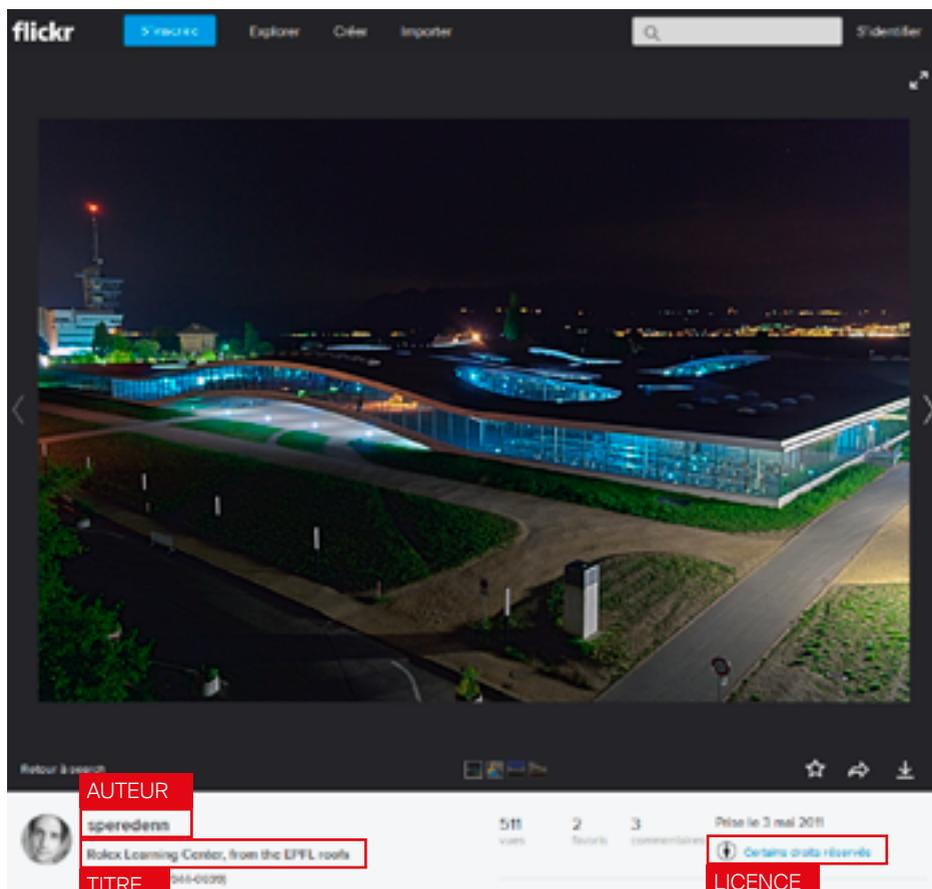 flickr S'inscrire Explorer Créer Importer S'identifier
Retour à search
AUTEUR
speredenn 511 2 3 Prise le 3 mai 2011
vues favoris commentaires
Rolex Learning Center, from the EPFL roofs Certains droits réservés
TITRE LICENCE